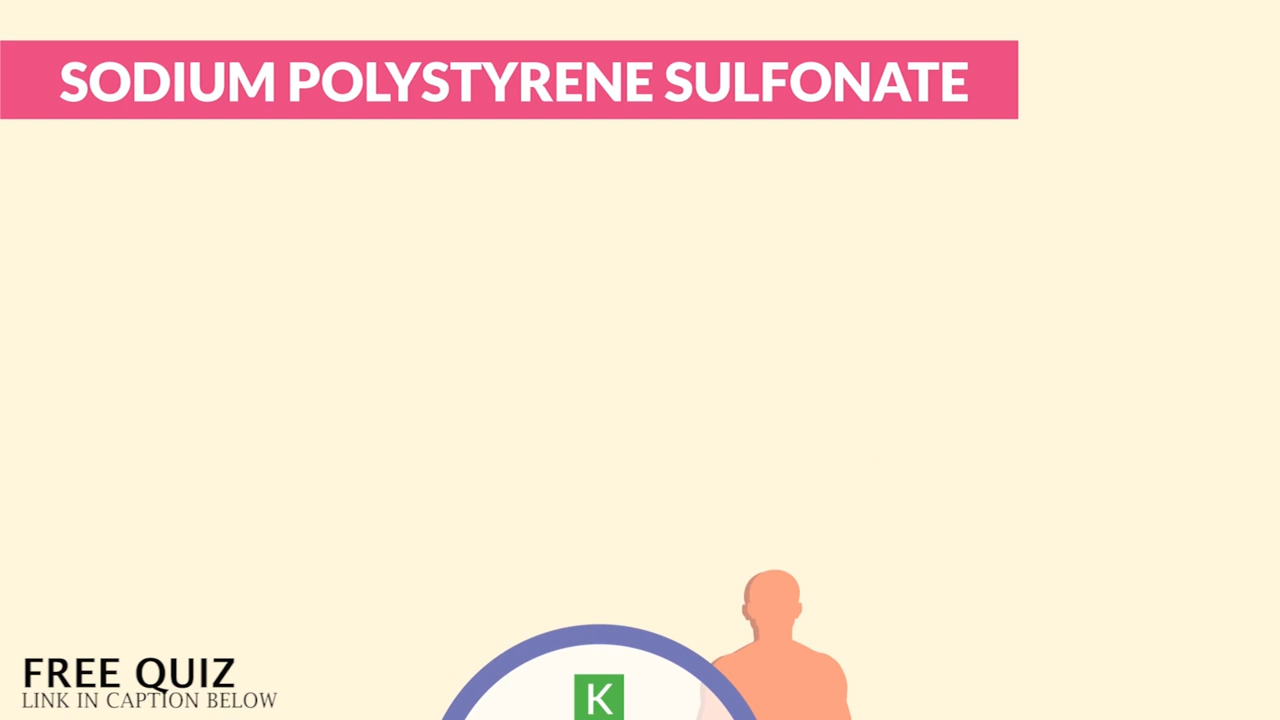 SODIUM POLYSTYRENE SULFONATE
K
FREE QUIZ
LINK IN CAPTION BELOW